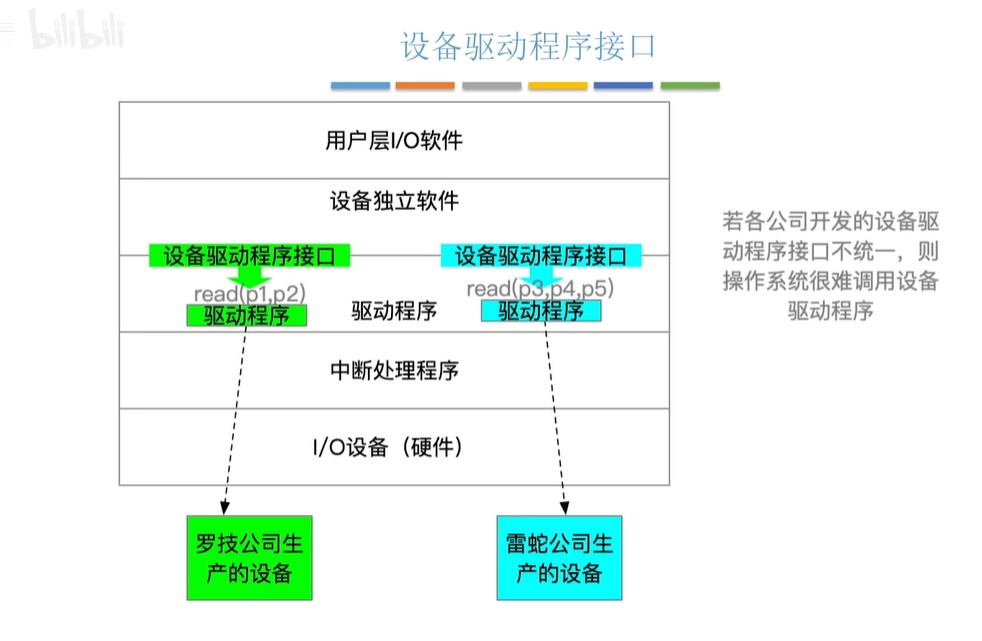 bilibili
设备驱动程序接口
用户层I/O软件
设备独立软件
设备驱动程序接口
设备驱动程序接口
read(p1,p2)
read(p3,p4,p5)
驱动程序
驱动程序
驱动程序
中断处理程序
I/O设备（硬件）
罗技公司生
产的设备
雷蛇公司生
产的设备
若各公司开发的设备驱
动程序接口不统一，则
操作系统很难调用设备
驱动程序